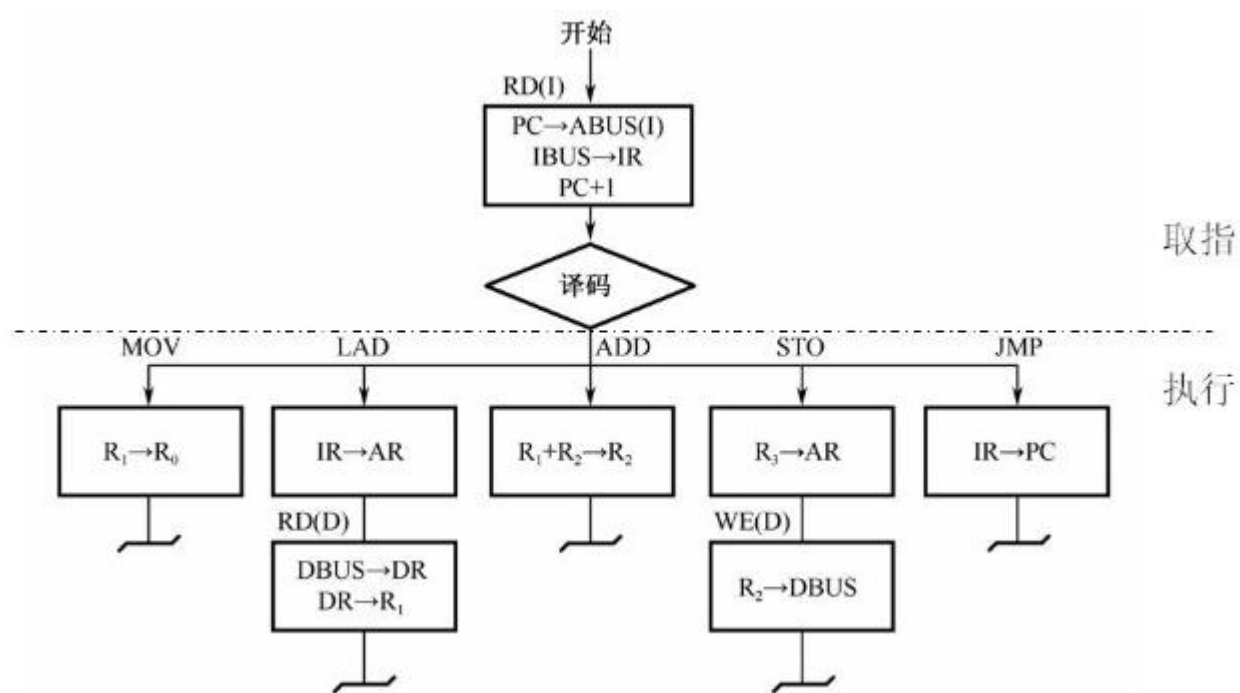 开始
RD(I)
PC→ABUS(I)
IBUS→IR
PC+1
取指
译码
MOV LAD ADD STO JMP
执行
R₁→R₀ IR→AR R₁+R₂→R₂ R₃→AR IR→PC
RD(D) WE(D)
DBUS→DR
DR→R₁
R₂→DBUS